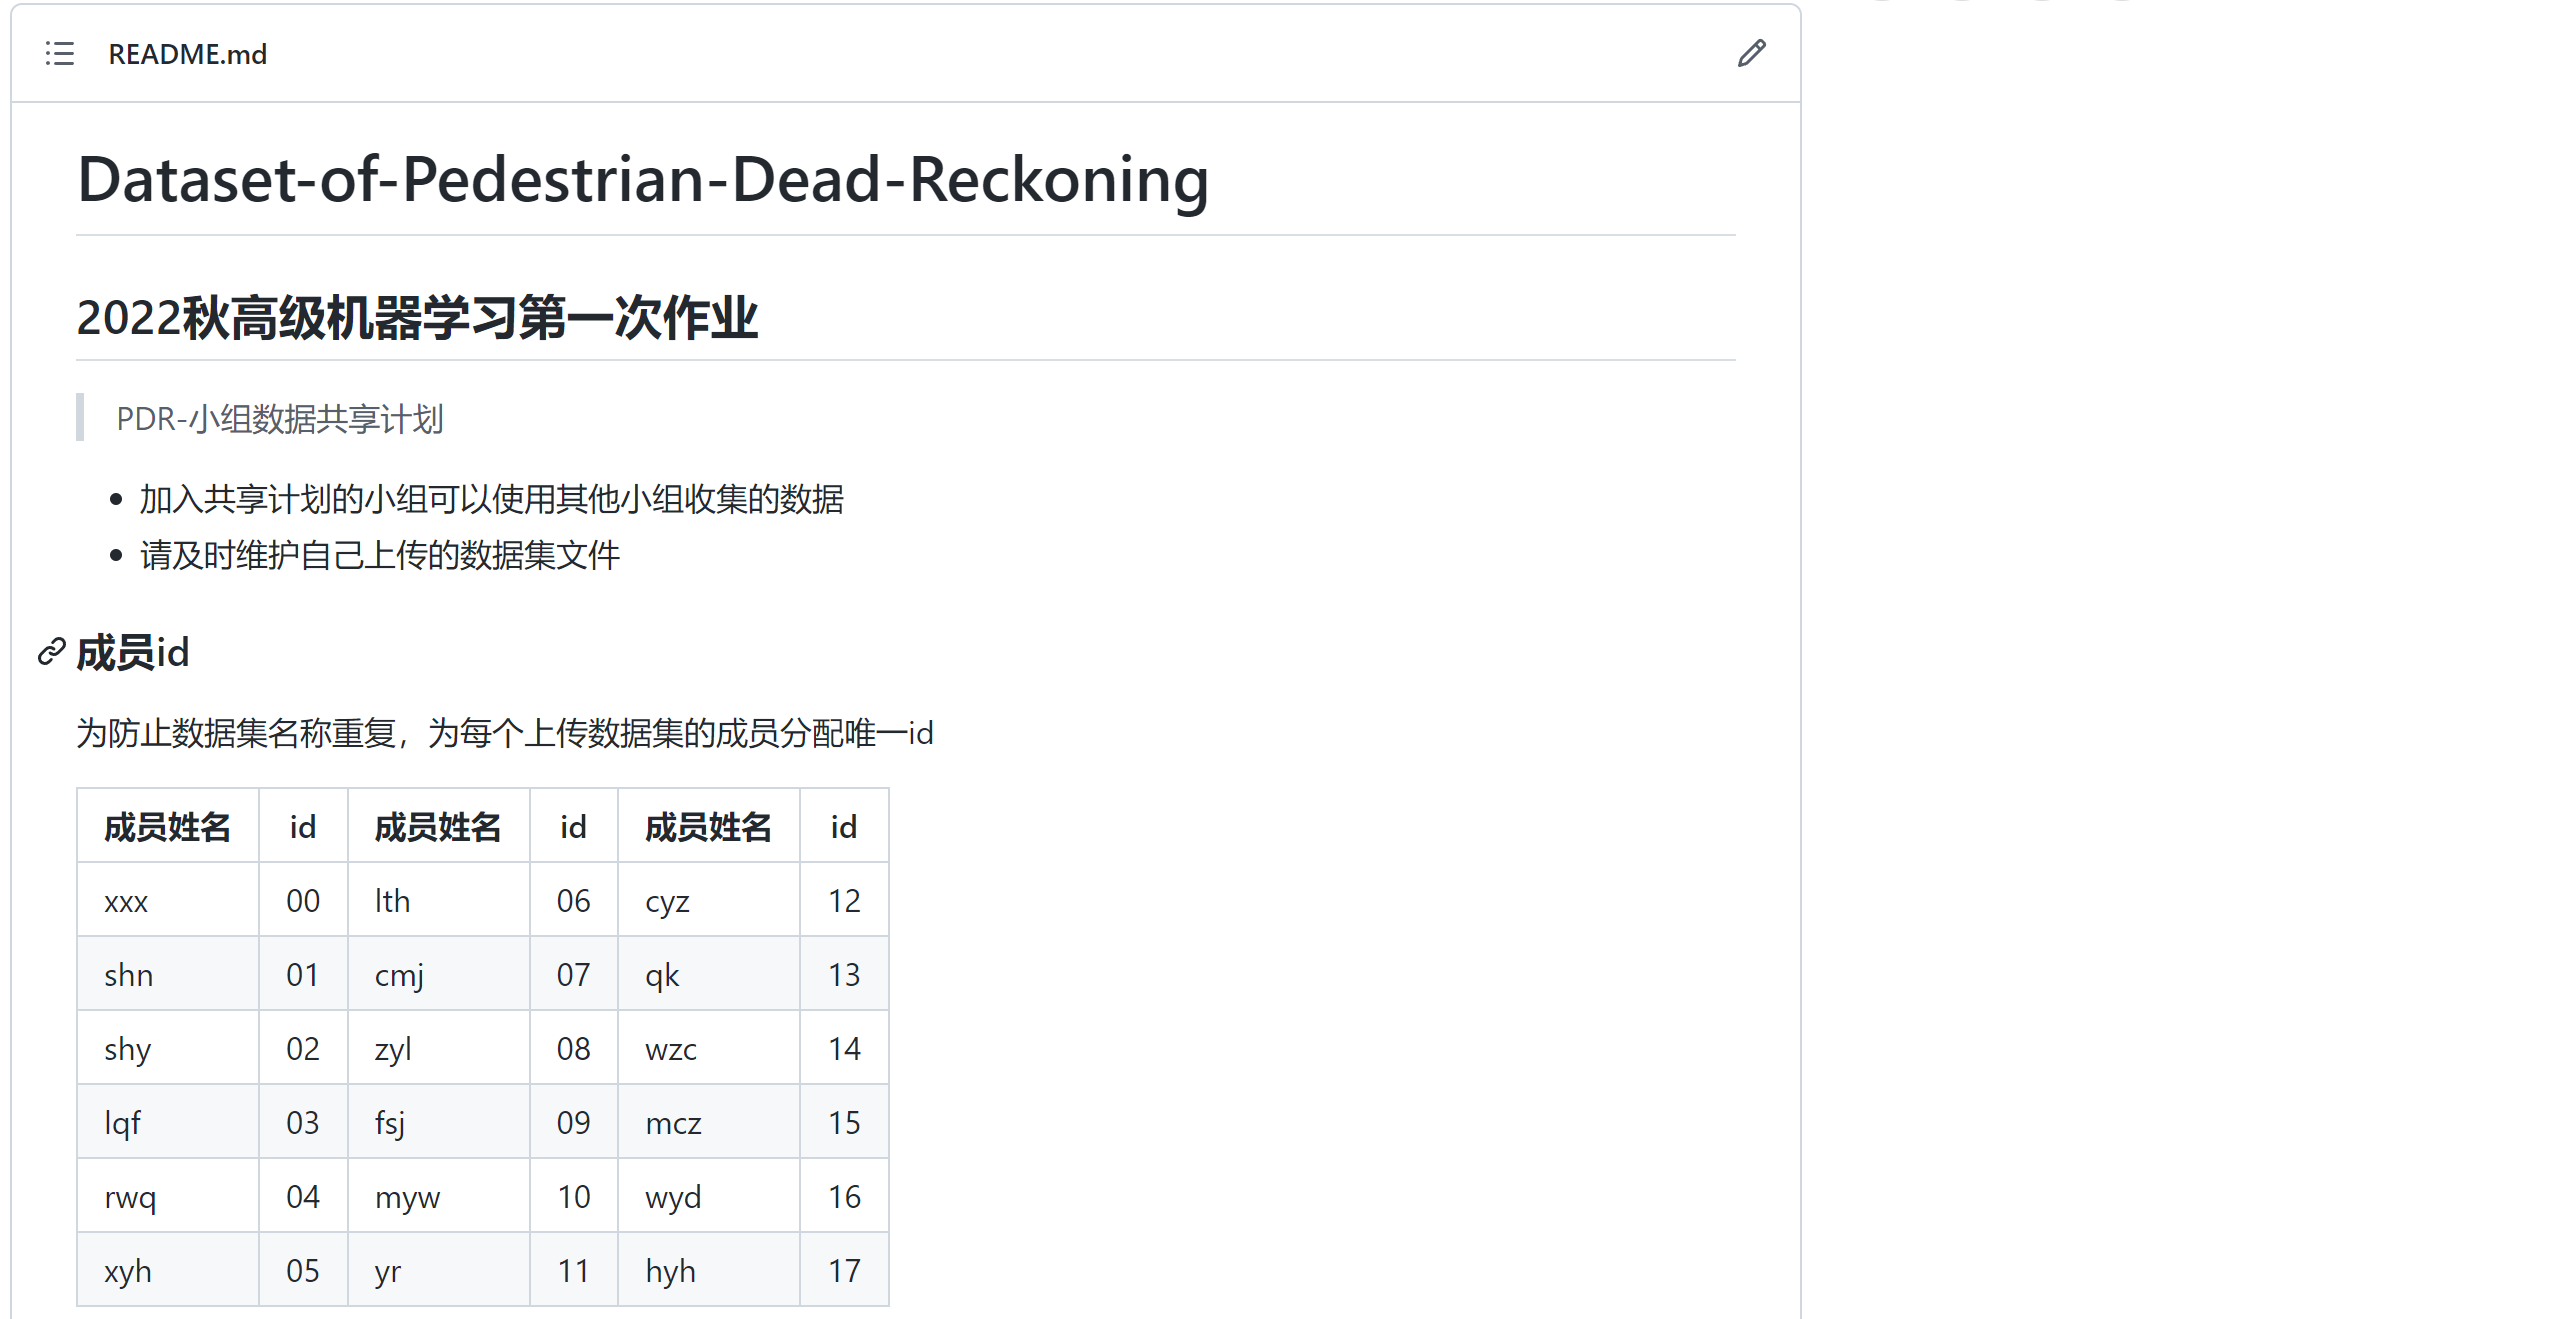 README.md
Dataset-of-Pedestrian-Dead-Reckoning
2022秋高级机器学习第一次作业
PDR-小组数据共享计划
加入共享计划的小组可以使用其他小组收集的数据
请及时维护自己上传的数据集文件
成员id
为防止数据集名称重复，为每个上传数据集的成员分配唯一id
成员姓名 id 成员姓名 id 成员姓名 id
xxx 00 lth 06 cyz 12
shn 01 cmj 07 qk 13
shy 02 zyl 08 wzc 14
lqf 03 fsj 09 mcz 15
rwq 04 myw 10 wyd 16
xyh 05 yr 11 hyh 17